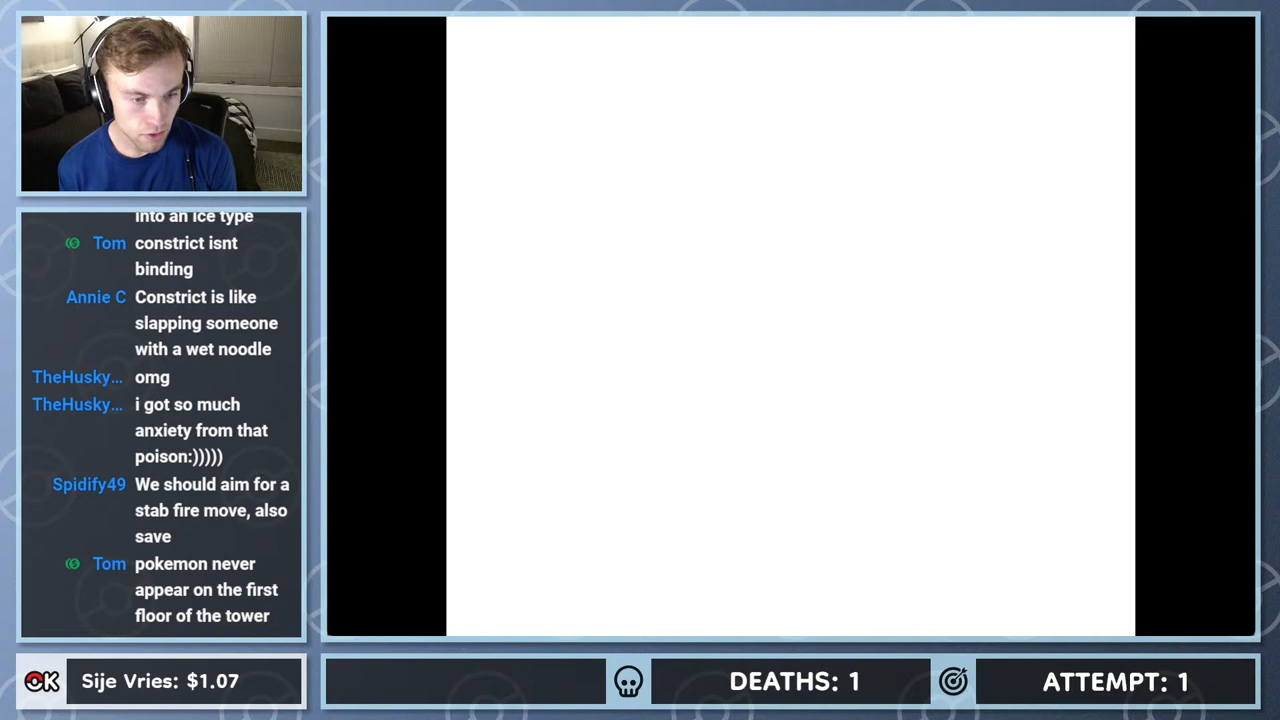 into an ice type
Tom constrict isnt
binding
Annie C Constrict is like
slapping someone
with a wet noodle
TheHusky... omg
TheHusky... i got so much
anxiety from that
poison:)))))
Spidify49 We should aim for a
stab fire move, also
save
Tom pokemon never
appear on the first
floor of the tower
OK Sije Vries: $1.07
DEATHS: 1
ATTEMPT: 1